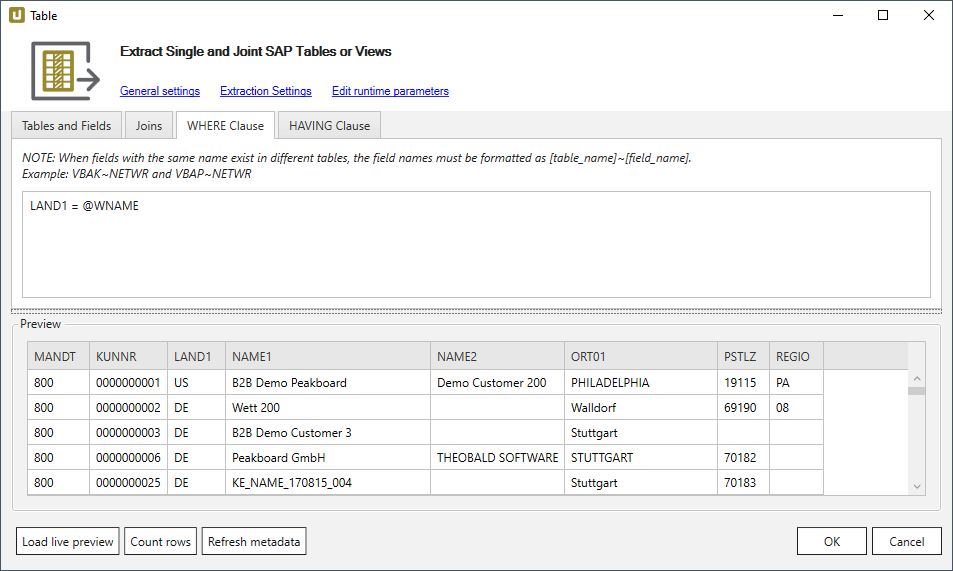 Table
Extract Single and Joint SAP Tables or Views
General settings Extraction Settings Edit runtime parameters
Tables and Fields Joins WHERE Clause HAVING Clause
NOTE: When fields with the same name exist in different tables, the field names must be formatted as [table_name]~[field_name].
Example: VBAK~NETWR and VBAP~NETWR
LAND1 = @WNAME
Preview
MANDT KUNNR LAND1 NAME1 NAME2 ORT01 PSTLZ REGIO
800 0000000001 US B2B Demo Peakboard Demo Customer 200 PHILADELPHIA 19115 PA
800 0000000002 DE Wett 200 Walldorf 69190 08
800 0000000003 DE B2B Demo Customer 3 Stuttgart
800 0000000006 DE Peakboard GmbH THEOBALD SOFTWARE STUTTGART 70182
800 0000000025 DE KE_NAME_170815_004 Stuttgart 70183
Load live preview Count rows Refresh metadata OK Cancel